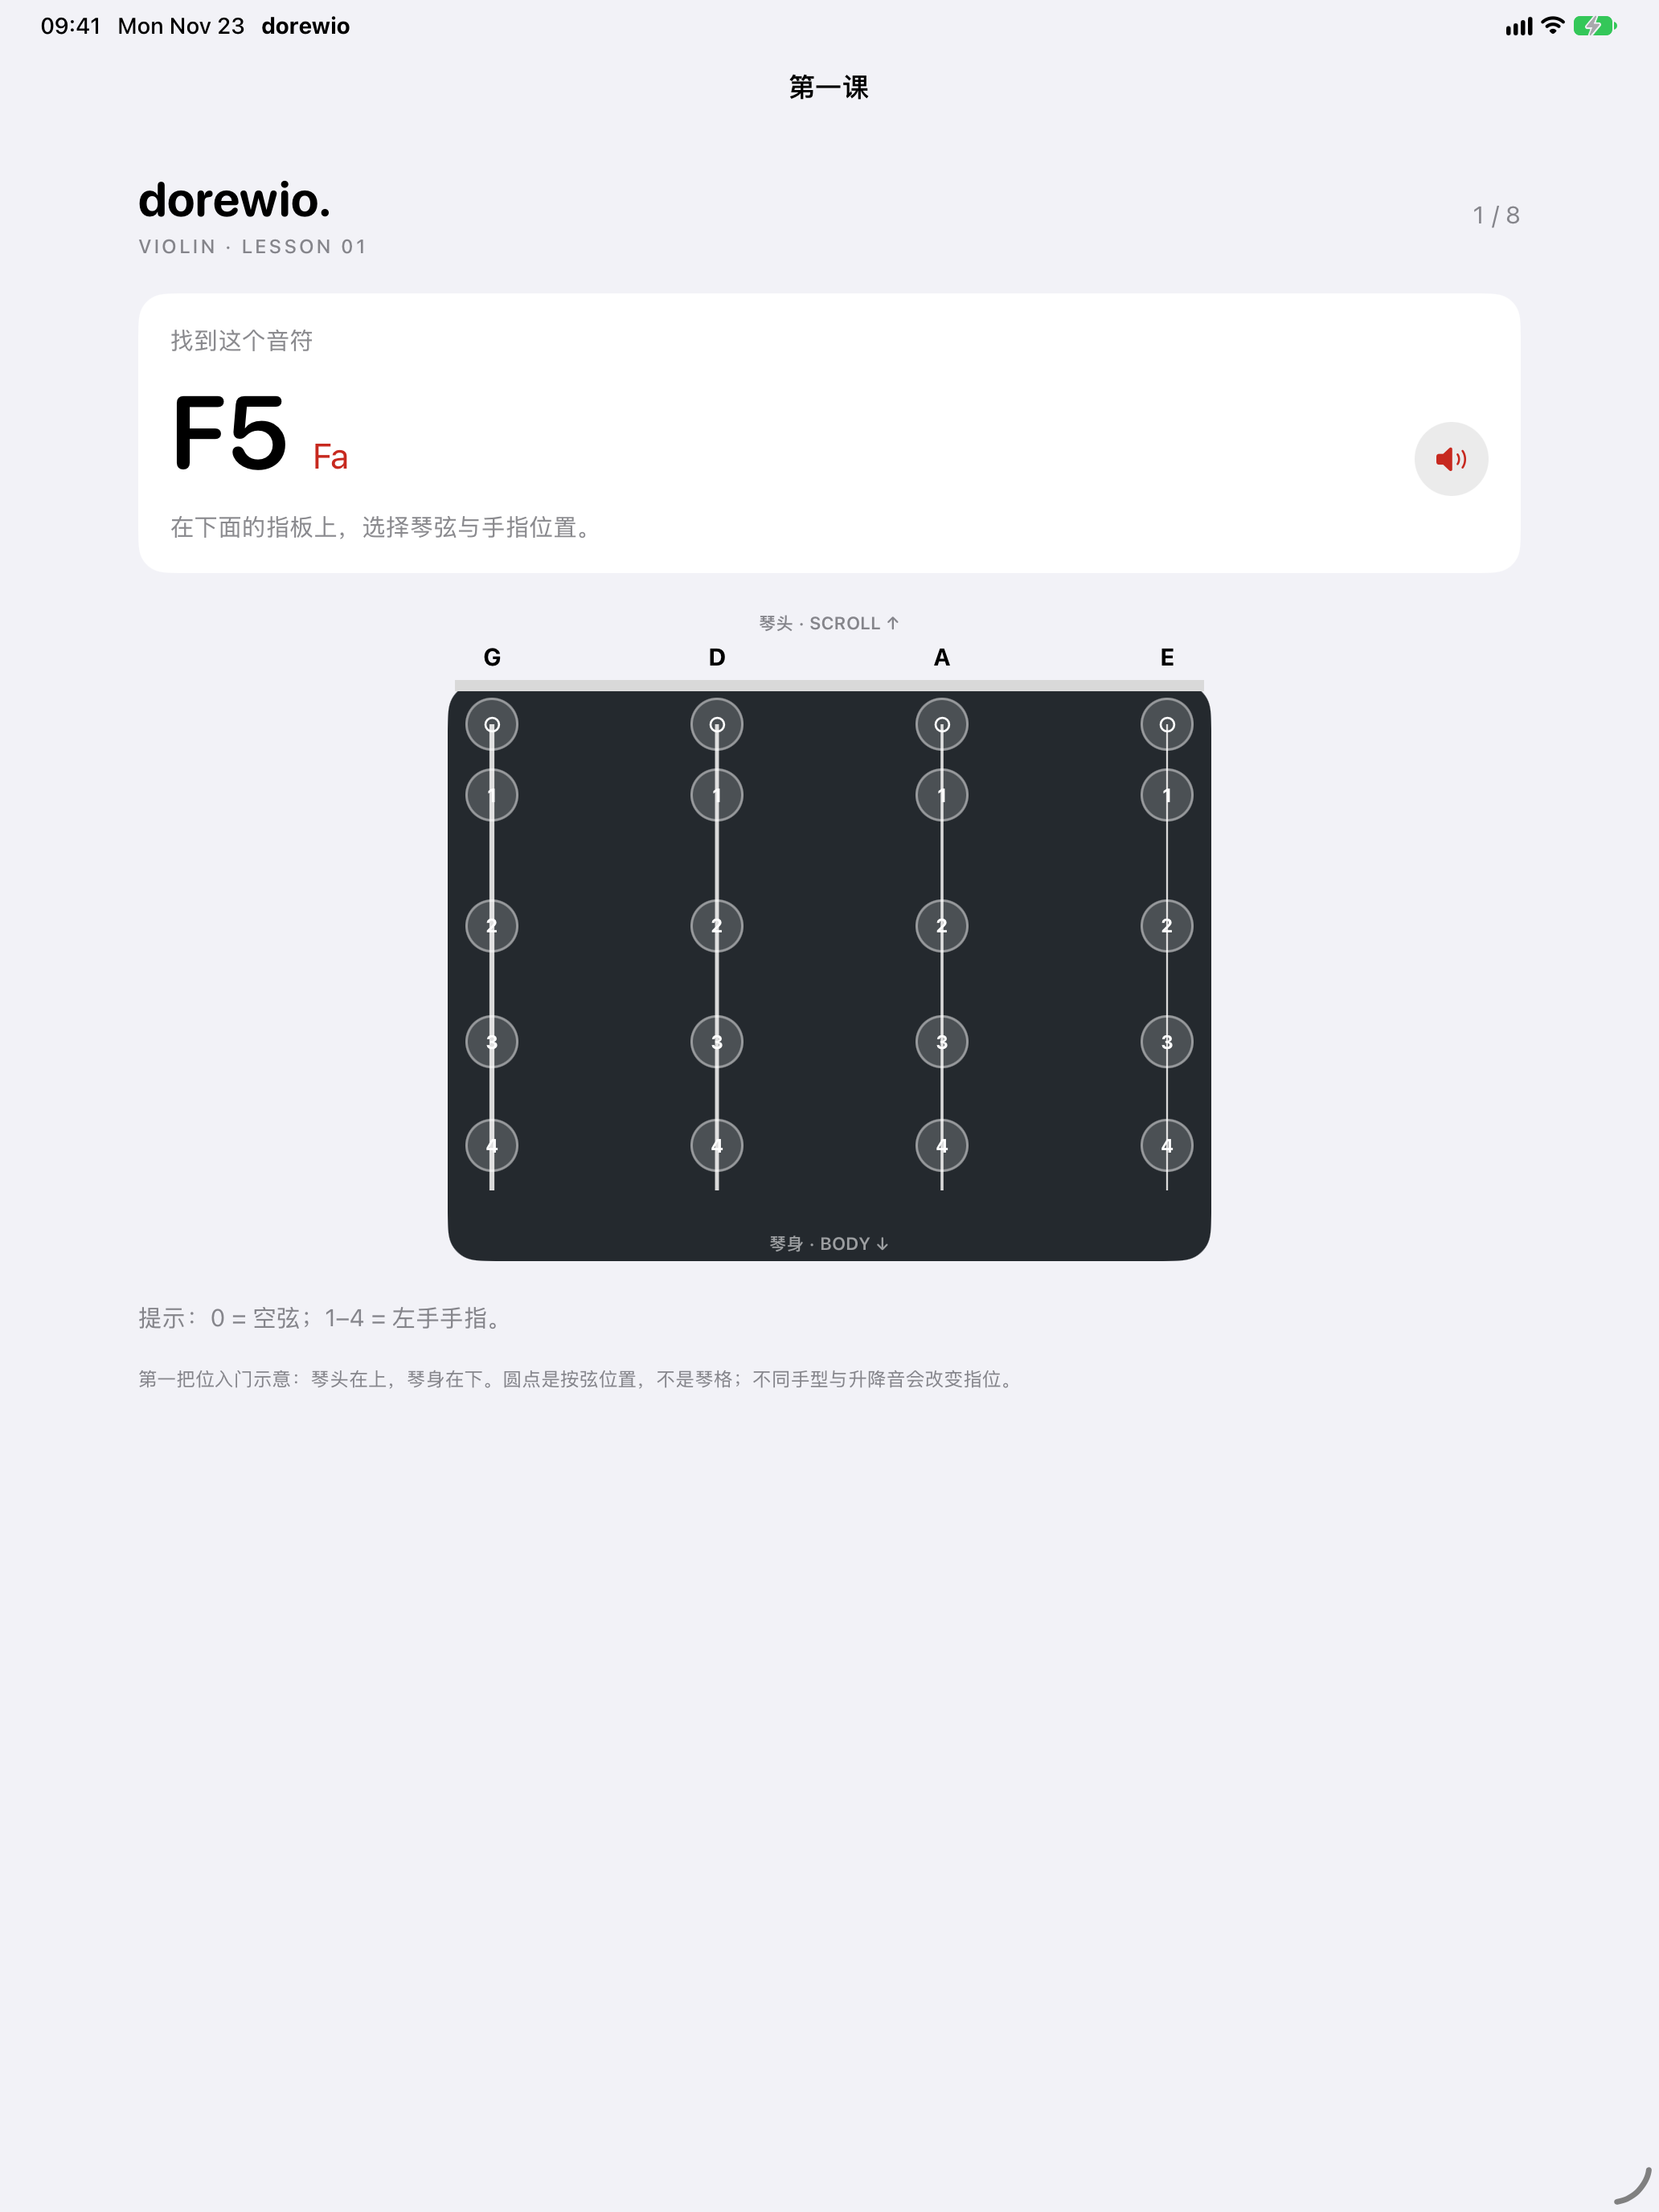 09:41 Mon Nov 23 dorewio
第一课
dorewio.
1 / 8
VIOLIN · LESSON 01
找到这个音符
F5 Fa
在下面的指板上，选择琴弦与手指位置。
琴头 · SCROLL ↑
G D A E
1 1 1 1
2 2 2 2
3 3 3 3
4 4 4 4
琴身 · BODY ↓
提示：0 = 空弦；1–4 = 左手手指。
第一把位入门示意：琴头在上，琴身在下。圆点是按弦位置，不是琴格；不同手型与升降音会改变指位。